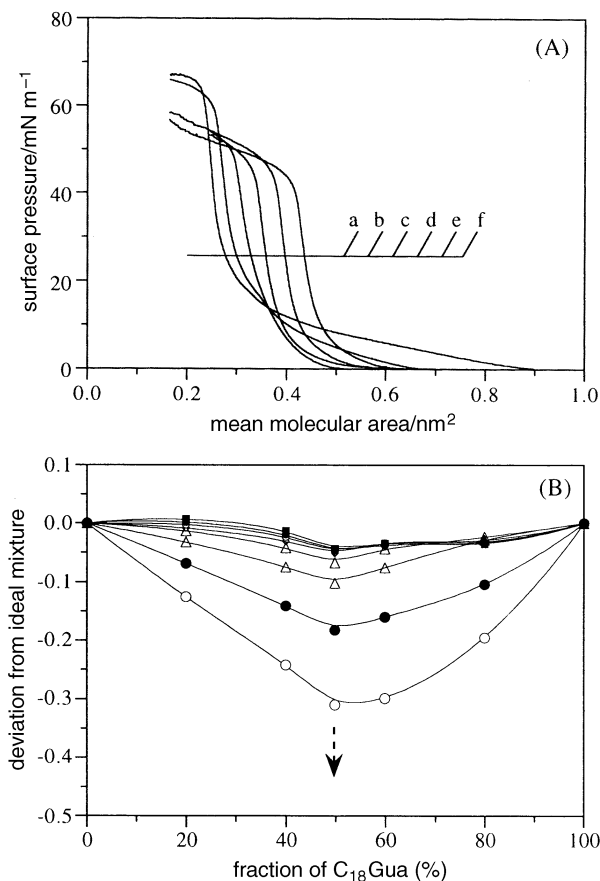 (A)
80
60
40
20
0
surface pressure/mN m⁻¹
a b c d e f
0.0 0.2 0.4 0.6 0.8 1.0
mean molecular area/nm²
(B)
0.1
0.0
-0.1
-0.2
-0.3
-0.4
-0.5
deviation from ideal mixture
0 20 40 60 80 100
fraction of C₁₈Gua (%)